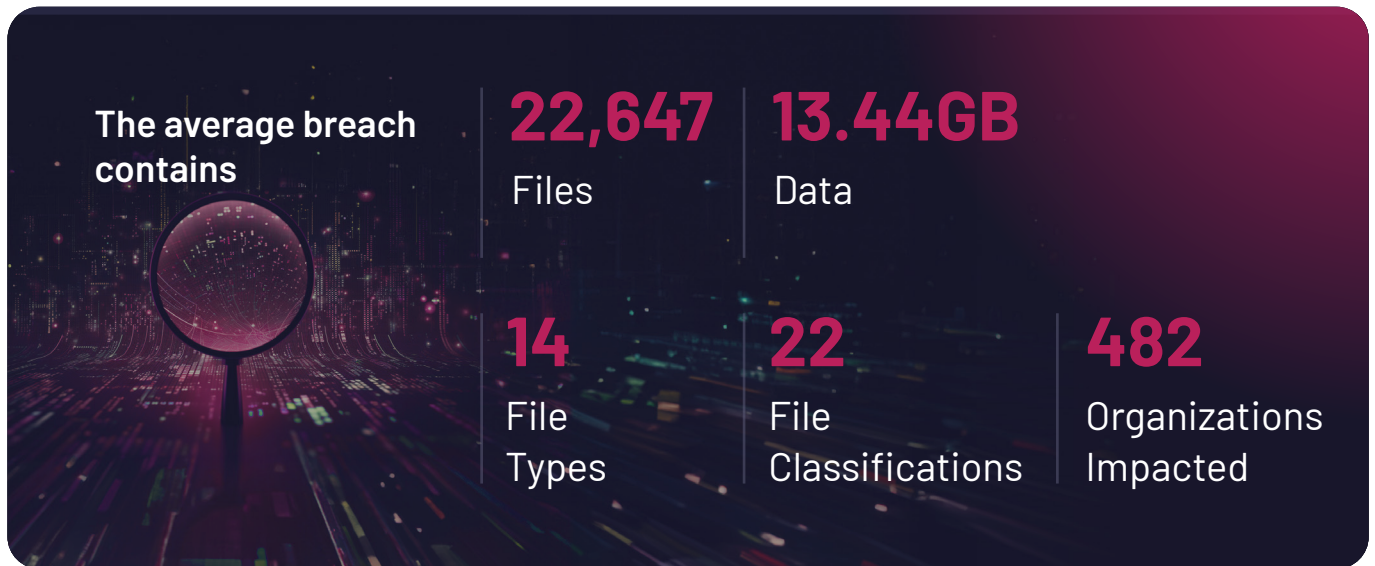 The average breach
contains
22,647
Files
13.44GB
Data
14
File
Types
22
File
Classifications
482
Organizations
Impacted